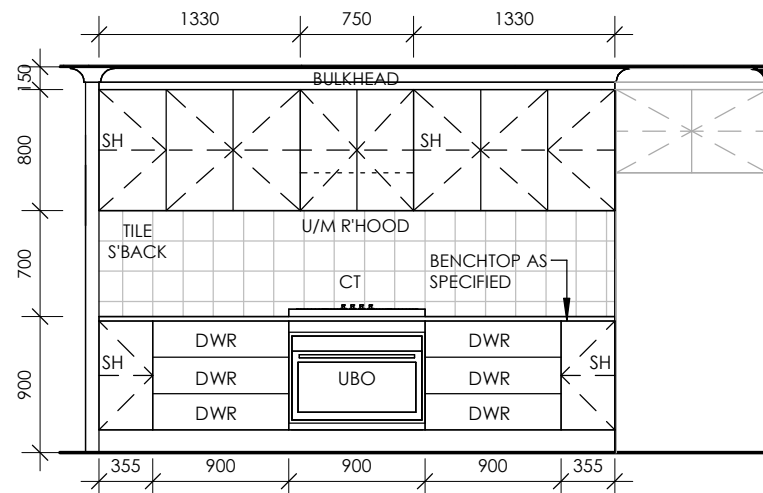 1330 750 1330
150
BULKHEAD
SH SH
800
TILE
S'BACK
U/M R'HOOD
700
CT
BENCHTOP AS
SPECIFIED
DWR DWR
SH SH
DWR UBO DWR
900
DWR DWR
355 900 900 900 355